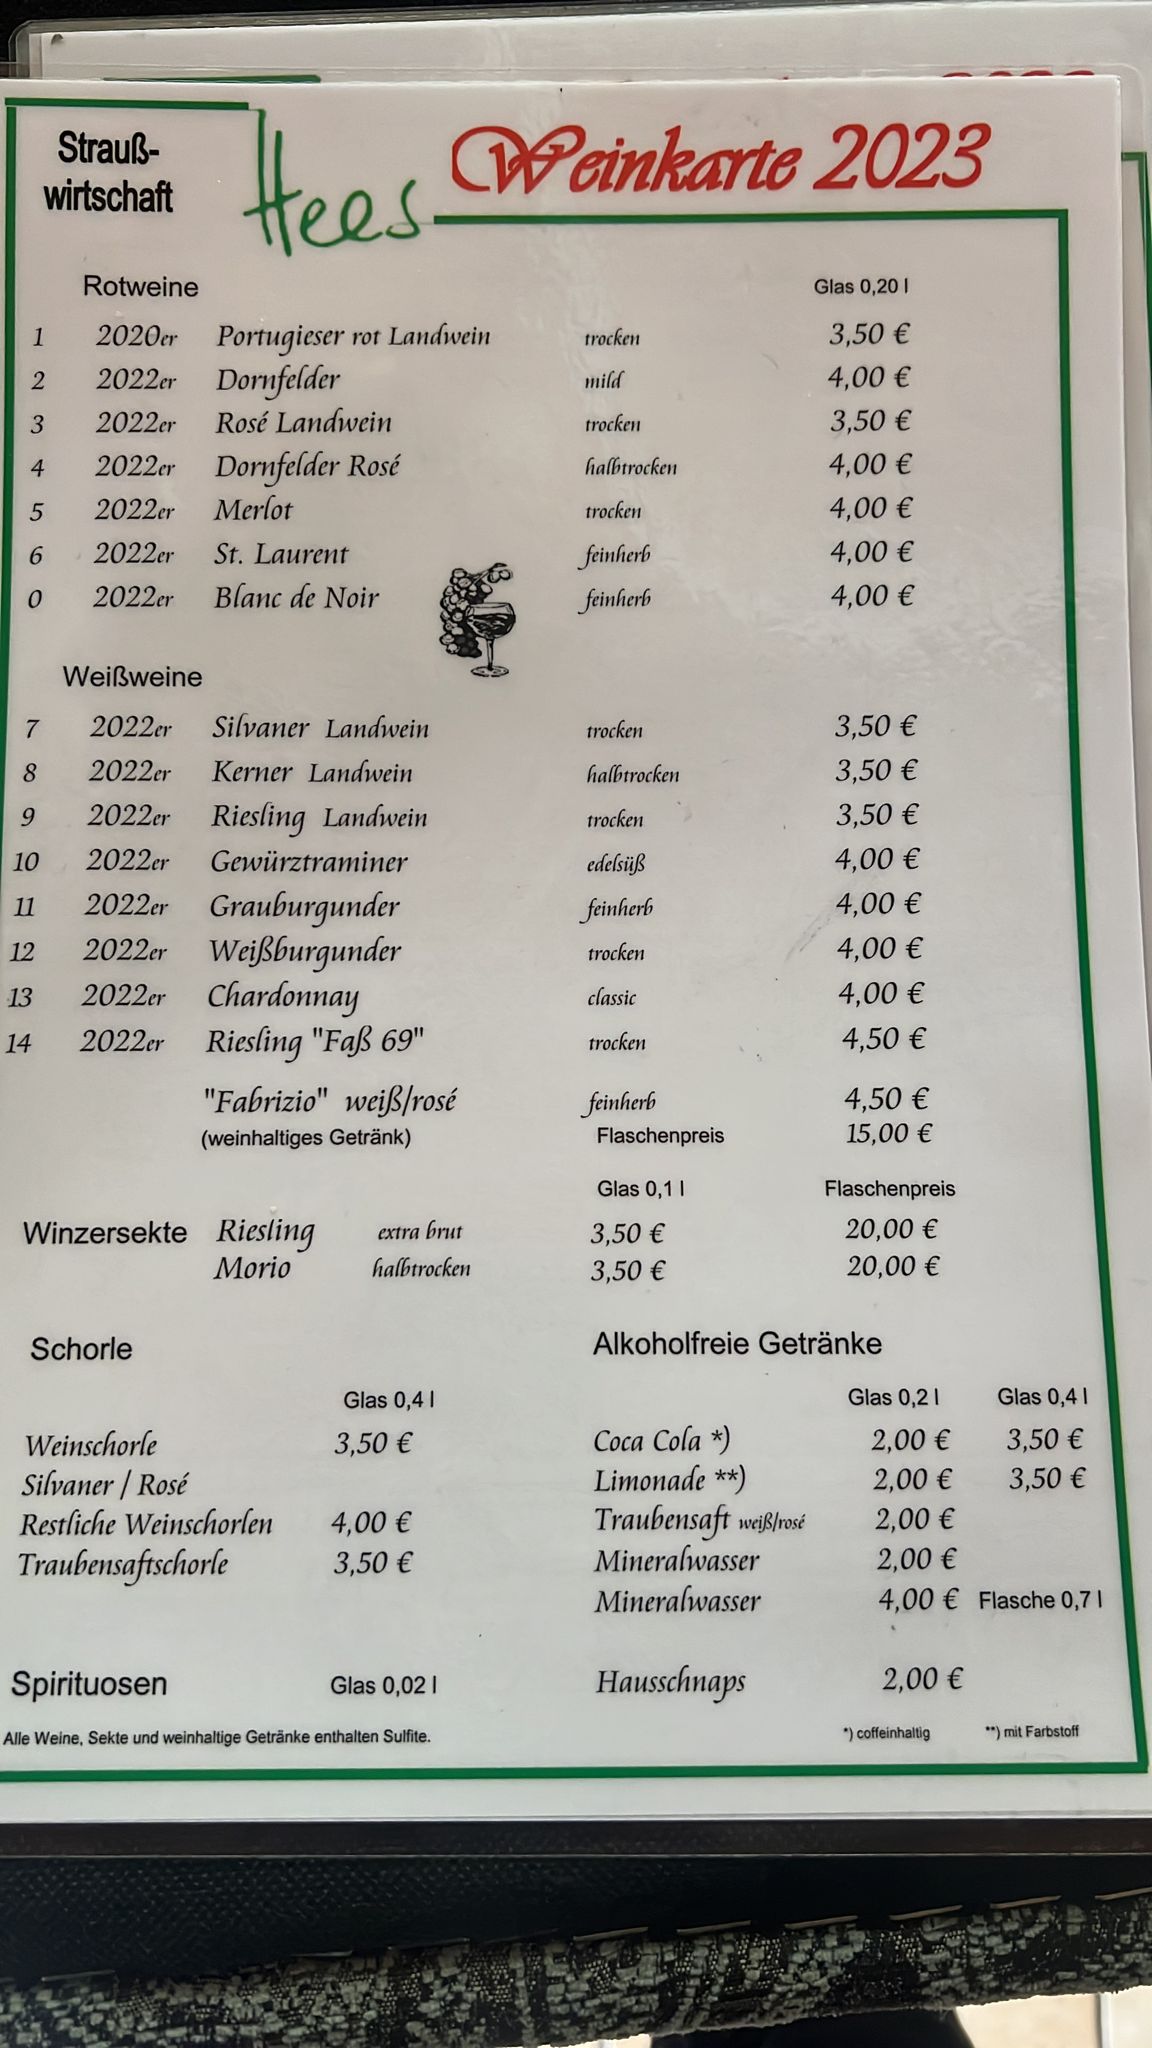 Strauß-
wirtschaft
Hees
Weinkarte 2023
Rotweine Glas 0,20 l
1 2020er Portugieser rot Landwein trocken 3,50 €
2 2022er Dornfelder mild 4,00 €
3 2022er Rosé Landwein trocken 3,50 €
4 2022er Dornfelder Rosé halbtrocken 4,00 €
5 2022er Merlot trocken 4,00 €
6 2022er St. Laurent feinherb 4,00 €
0 2022er Blanc de Noir feinherb 4,00 €
Weißweine
7 2022er Silvaner Landwein trocken 3,50 €
8 2022er Kerner Landwein halbtrocken 3,50 €
9 2022er Riesling Landwein trocken 3,50 €
10 2022er Gewürztraminer edelsüß 4,00 €
11 2022er Grauburgunder feinherb 4,00 €
12 2022er Weißburgunder trocken 4,00 €
13 2022er Chardonnay classic 4,00 €
14 2022er Riesling "Faß 69" trocken 4,50 €
"Fabrizio" weiß/rosé feinherb 4,50 €
(weinhaltiges Getränk) Flaschenpreis 15,00 €
Glas 0,1 l Flaschenpreis
Winzersekte Riesling extra brut 3,50 € 20,00 €
Morio halbtrocken 3,50 € 20,00 €
Schorle
Glas 0,4 l
Weinschorle 3,50 €
Silvaner / Rosé
Restliche Weinschorlen 4,00 €
Traubensaftschorle 3,50 €
Alkoholfreie Getränke
Glas 0,2 l Glas 0,4 l
Coca Cola *) 2,00 € 3,50 €
Limonade **) 2,00 € 3,50 €
Traubensaft weiß/rosé 2,00 €
Mineralwasser 2,00 €
Mineralwasser 4,00 € Flasche 0,7 l
Spirituosen Glas 0,02 l Hausschnaps 2,00 €
Alle Weine, Sekte und weinhaltige Getränke enthalten Sulfite. *) coffeinhaltig **) mit Farbstoff